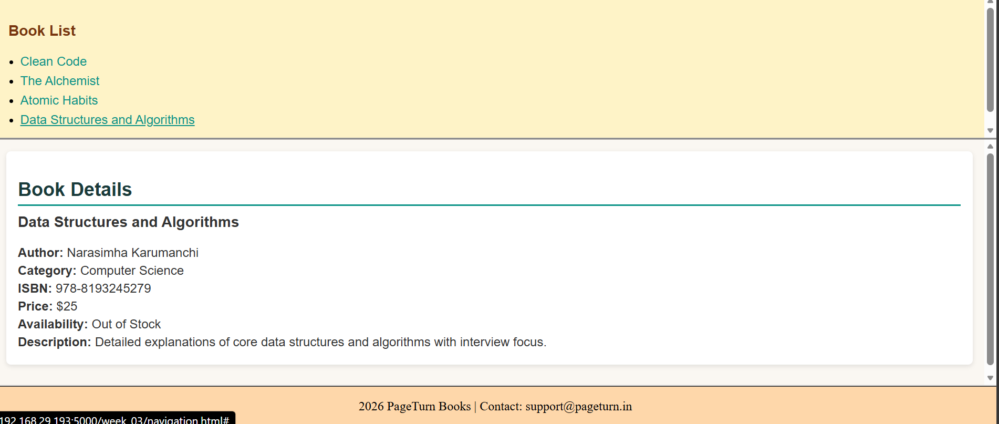 Book List
Clean Code
The Alchemist
Atomic Habits
Data Structures and Algorithms
Book Details
Data Structures and Algorithms
Author: Narasimha Karumanchi
Category: Computer Science
ISBN: 978-8193245279
Price: $25
Availability: Out of Stock
Description: Detailed explanations of core data structures and algorithms with interview focus.
2026 PageTurn Books | Contact: support@pageturn.in
192.168.29.193:5000/week_03/navigation.html#